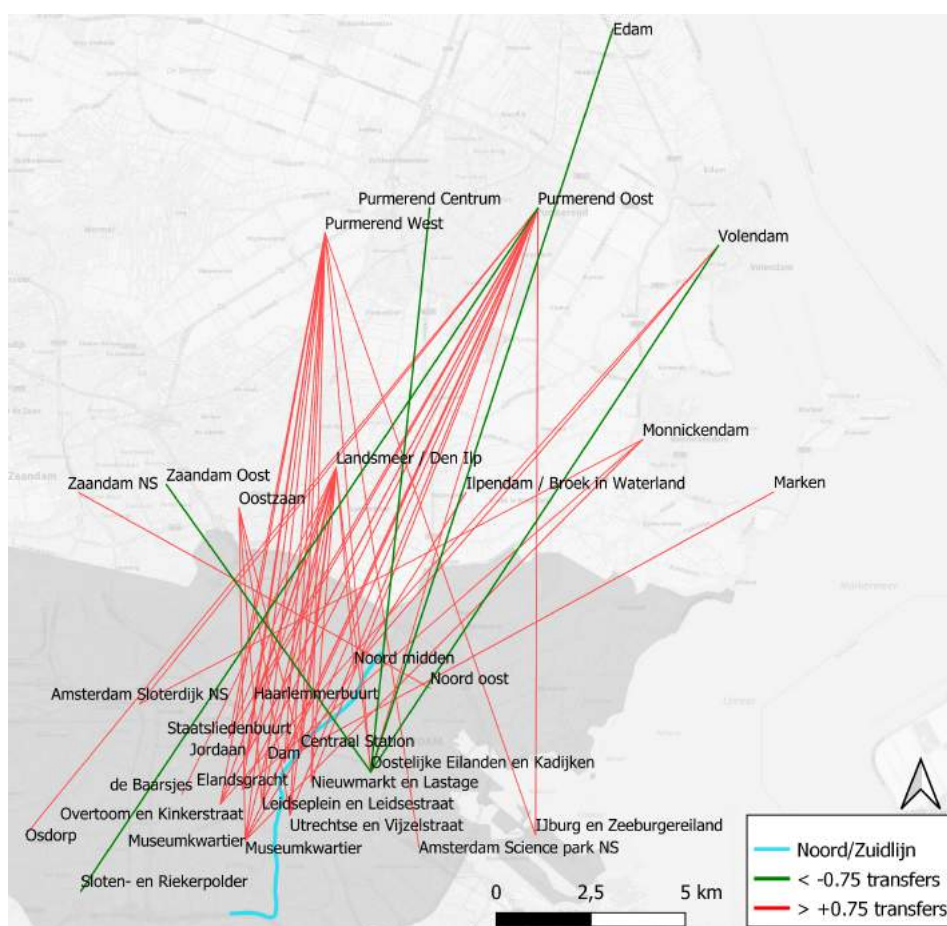 Edam
Purmerend Centrum
Purmerend Oost
Purmerend West
Volendam
Monnickendam
Landsmeer / Den Ilp
Zaandam Oost
Zaandam NS
Ilpendam / Broek in Waterland
Marken
Oostzaan
Noord midden
Noord oost
Amsterdam Sloterdijk NS
Haarlemmerbuurt
Staatsliedenbuurt
Centraal Station
Jordaan
Dam
Oostelijke Eilanden en Kadijken
de Baarsjes
Elandsgracht
Nieuwmarkt en Lastage
Leidseplein en Leidsestraat
Overtoom en Kinkerstraat
Utrechtse en Vijzelstraat
IJburg en Zeeburgereiland
Osdorp
Museumkwartier
Museumkwartier
Amsterdam Science park NS
Sloten- en Riekerpolder
Noord/Zuidlijn
< -0.75 transfers
> +0.75 transfers
0 2,5 5 km